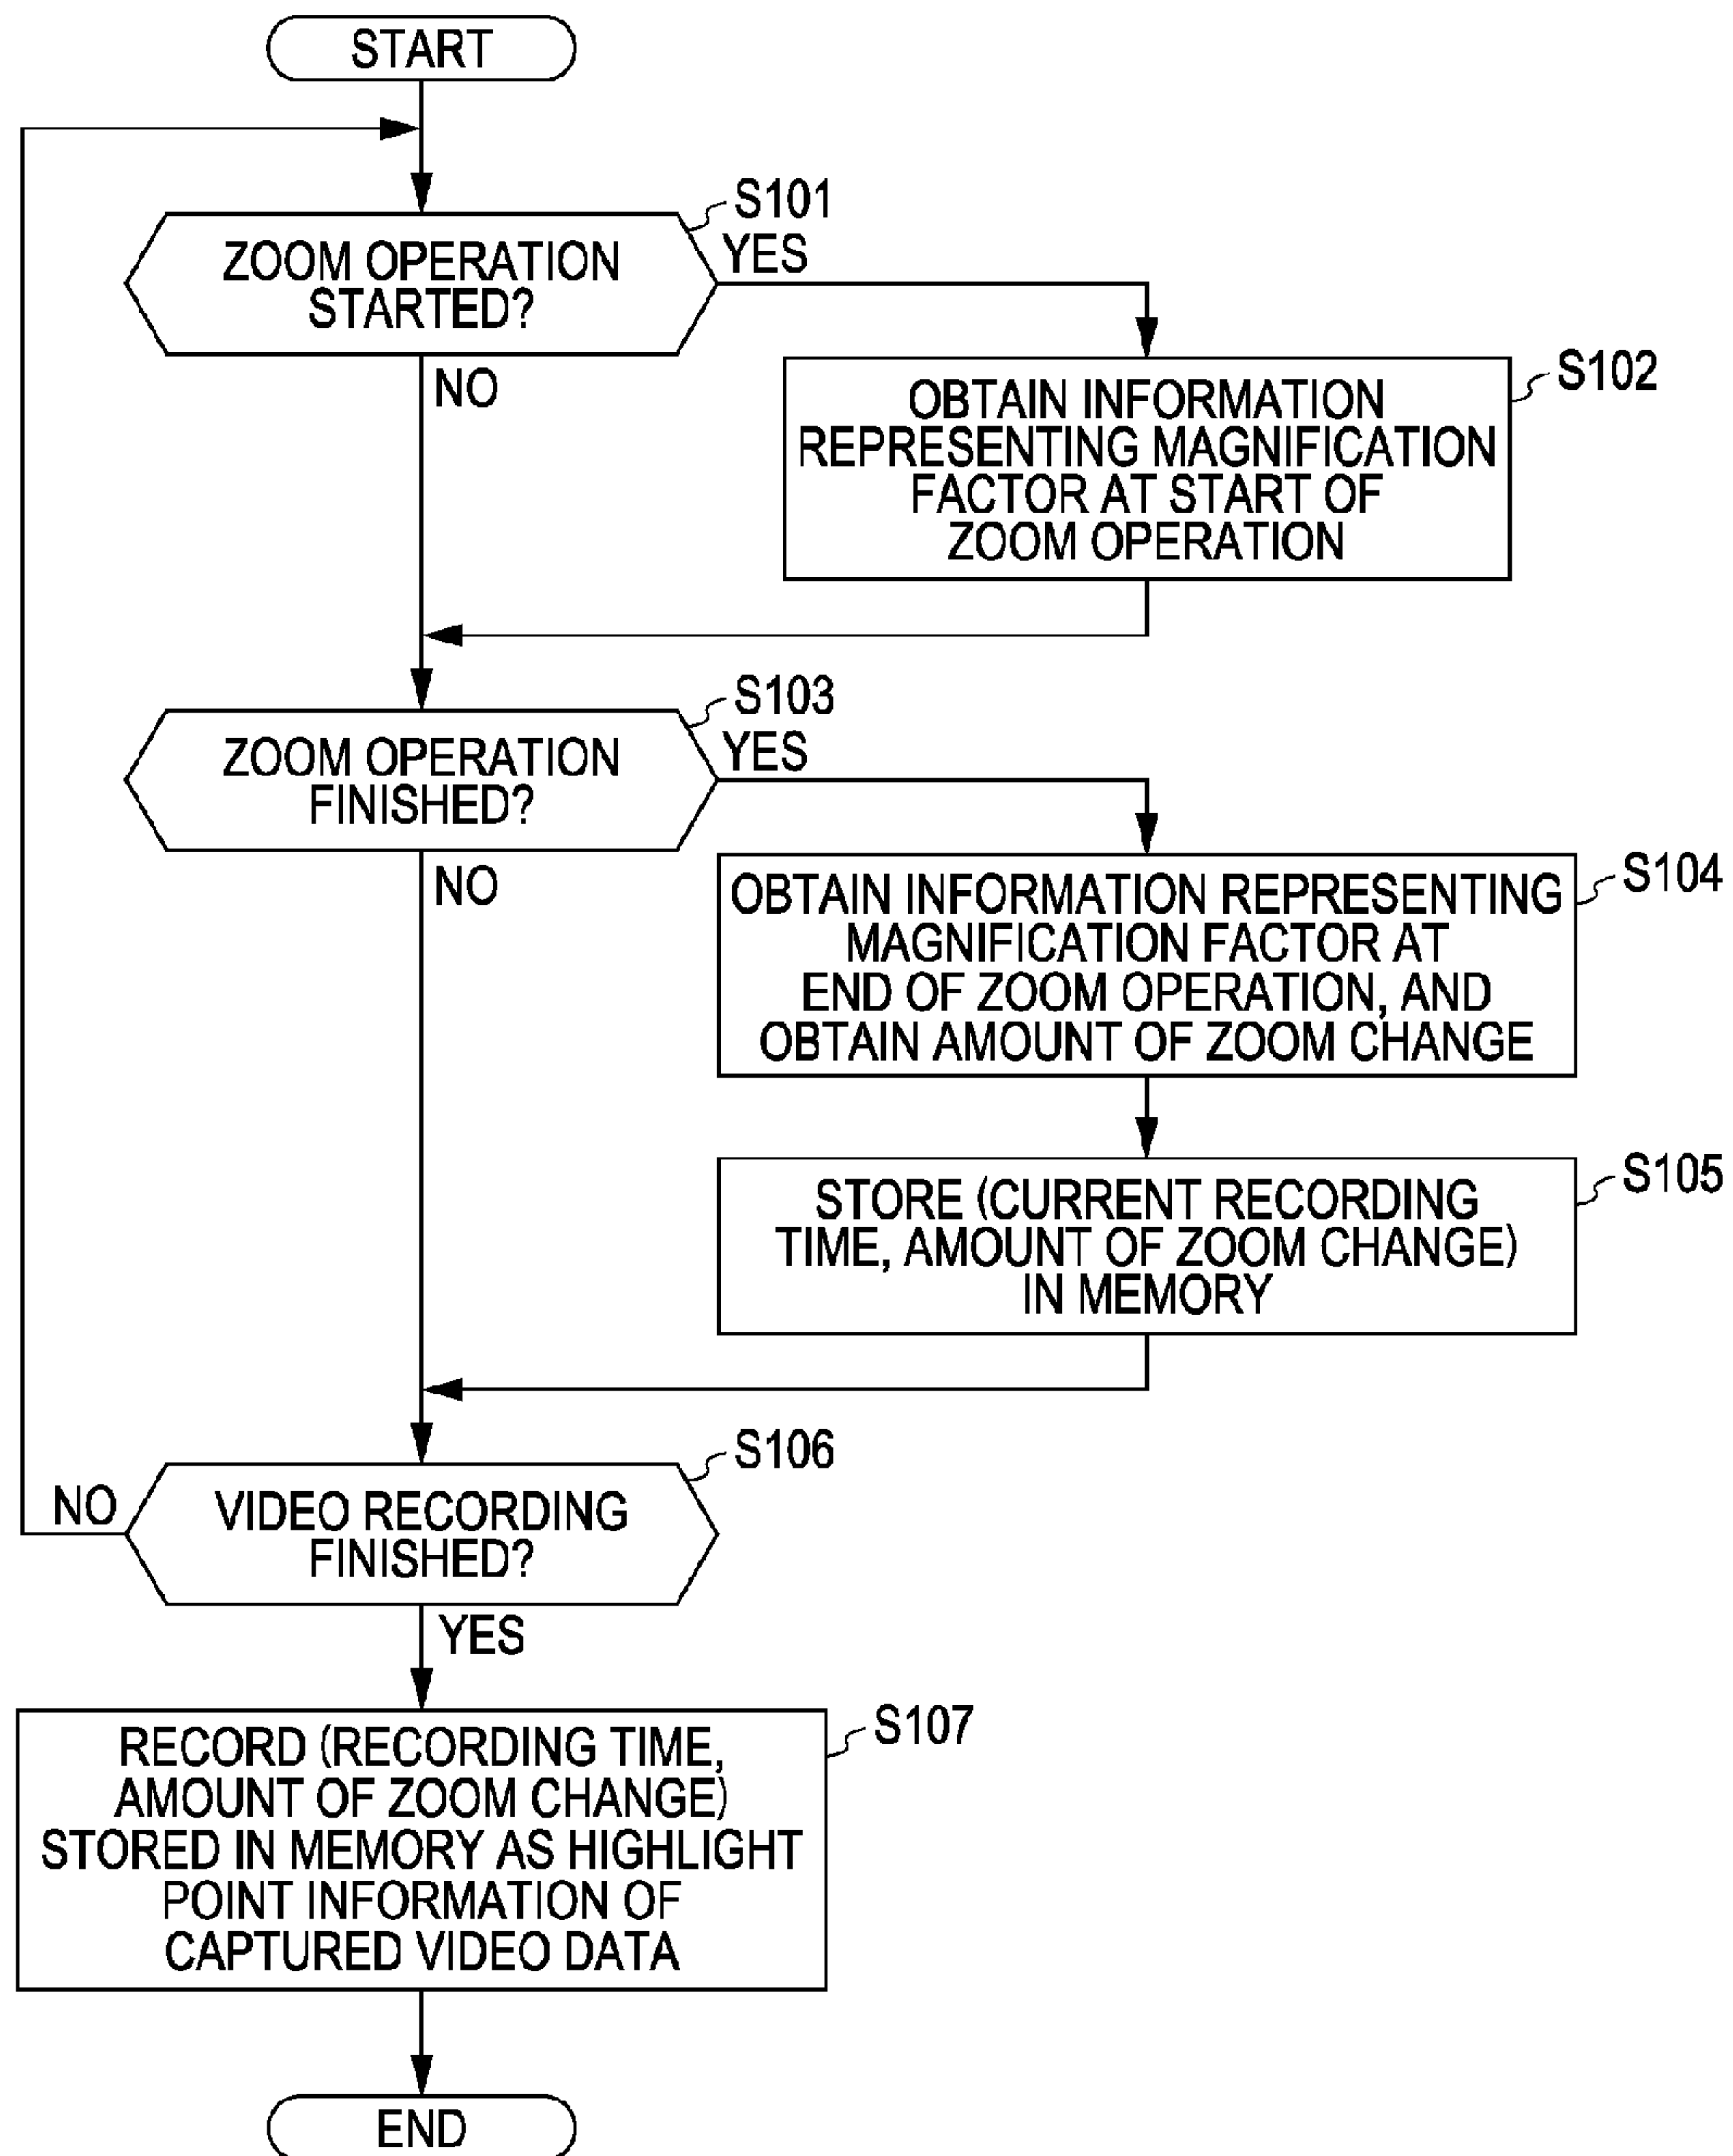 START
S101
ZOOM OPERATION
STARTED?
YES
NO
S102
OBTAIN INFORMATION
REPRESENTING MAGNIFICATION
FACTOR AT START OF
ZOOM OPERATION
S103
ZOOM OPERATION
FINISHED?
YES
NO
S104
OBTAIN INFORMATION REPRESENTING
MAGNIFICATION FACTOR AT
END OF ZOOM OPERATION, AND
OBTAIN AMOUNT OF ZOOM CHANGE
S105
STORE (CURRENT RECORDING
TIME, AMOUNT OF ZOOM CHANGE)
IN MEMORY
S106
NO
VIDEO RECORDING
FINISHED?
YES
S107
RECORD (RECORDING TIME,
AMOUNT OF ZOOM CHANGE)
STORED IN MEMORY AS HIGHLIGHT
POINT INFORMATION OF
CAPTURED VIDEO DATA
END